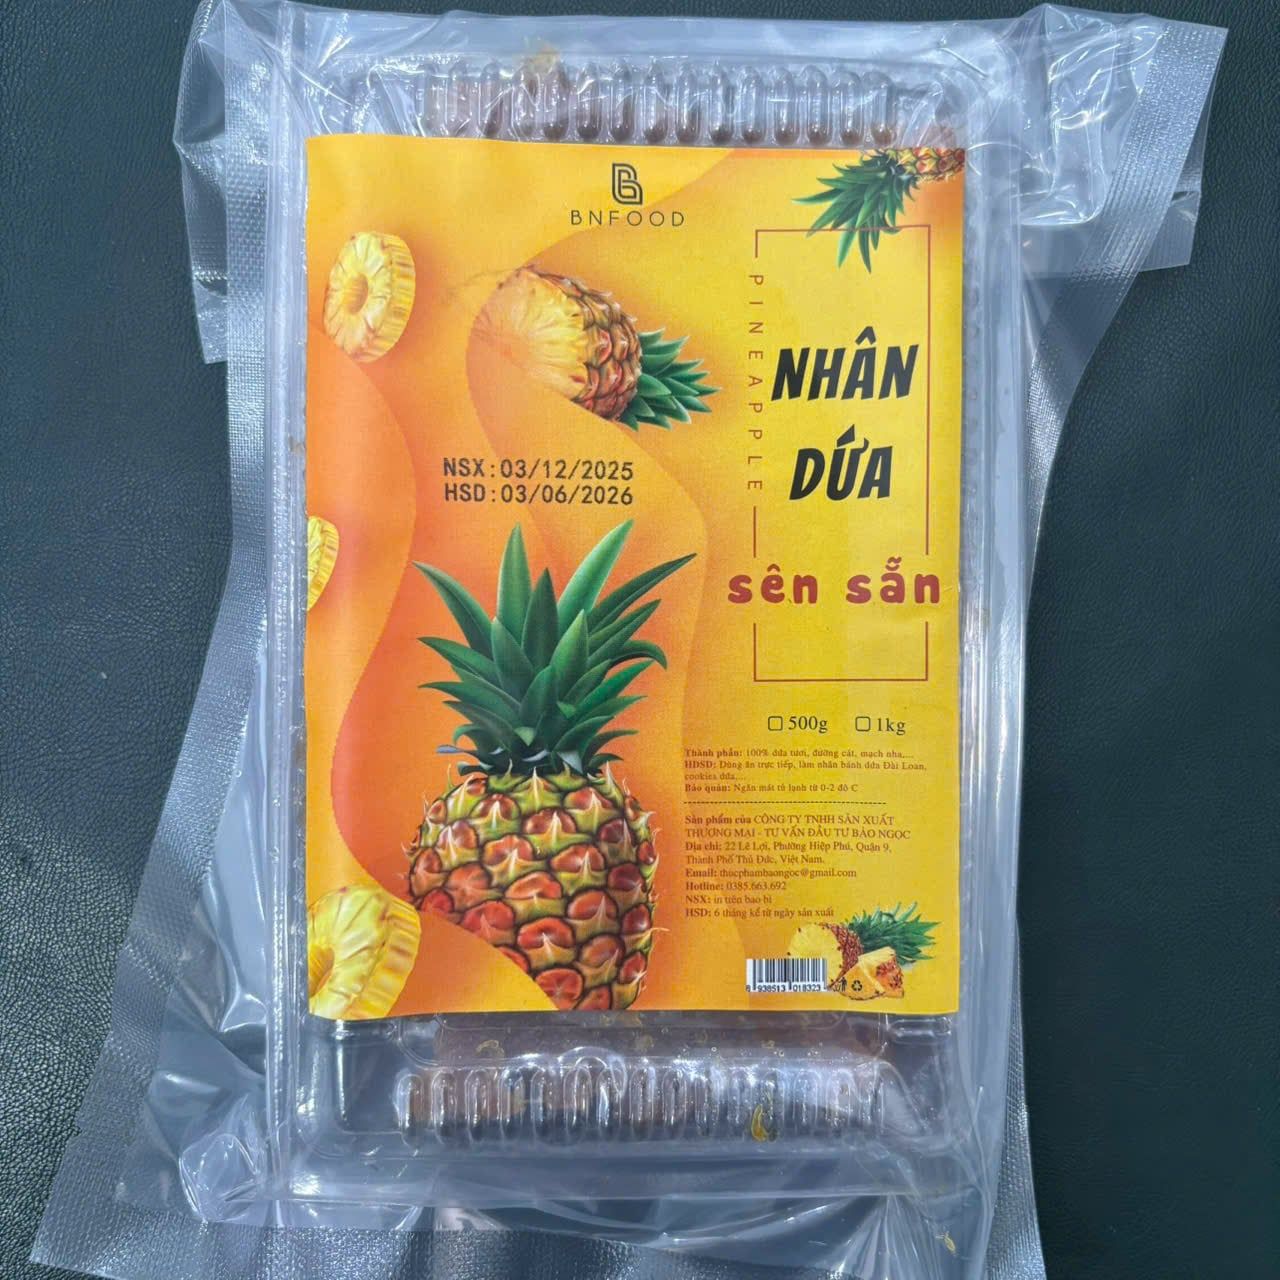 BNFOOD
PINEAPPLE
NHÂN
DỨA
sên sẵn
NSX:03/12/2025
HSD:03/06/2026
500g 1kg
Thành phần: 100% dứa tươi, đường cát, mạch nha,...
HDSD: Dùng ăn trực tiếp, làm nhân bánh dứa Đài Loan,
cookies dứa,...
Bảo quản: Ngăn mát tủ lạnh từ 0-2 độ C
Sản phẩm của CÔNG TY TNHH SẢN XUẤT
THƯƠNG MẠI - TƯ VẤN ĐẦU TƯ BẢO NGỌC
Địa chỉ: 22 Lê Lợi, Phường Hiệp Phú, Quận 9,
Thành Phố Thủ Đức, Việt Nam.
Email: thucphambaongoc@gmail.com
Hotline: 0385.663.692
NSX: in trên bao bì
HSD: 6 tháng kể từ ngày sản xuất
8 938513 018323